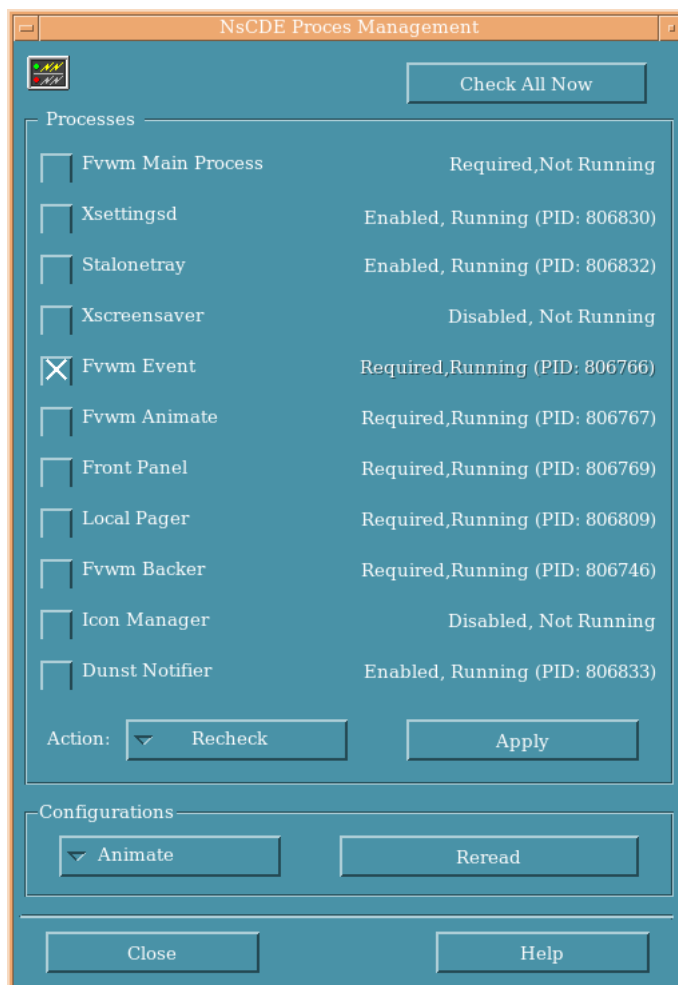 NsCDE Proces Management
Check All Now
Processes
Fvwm Main Process Required,Not Running
Xsettingsd Enabled, Running (PID: 806830)
Stalonetray Enabled, Running (PID: 806832)
Xscreensaver Disabled, Not Running
Fvwm Event Required,Running (PID: 806766)
Fvwm Animate Required,Running (PID: 806767)
Front Panel Required,Running (PID: 806769)
Local Pager Required,Running (PID: 806809)
Fvwm Backer Required,Running (PID: 806746)
Icon Manager Disabled, Not Running
Dunst Notifier Enabled, Running (PID: 806833)
Action: Recheck Apply
Configurations
Animate Reread
Close Help